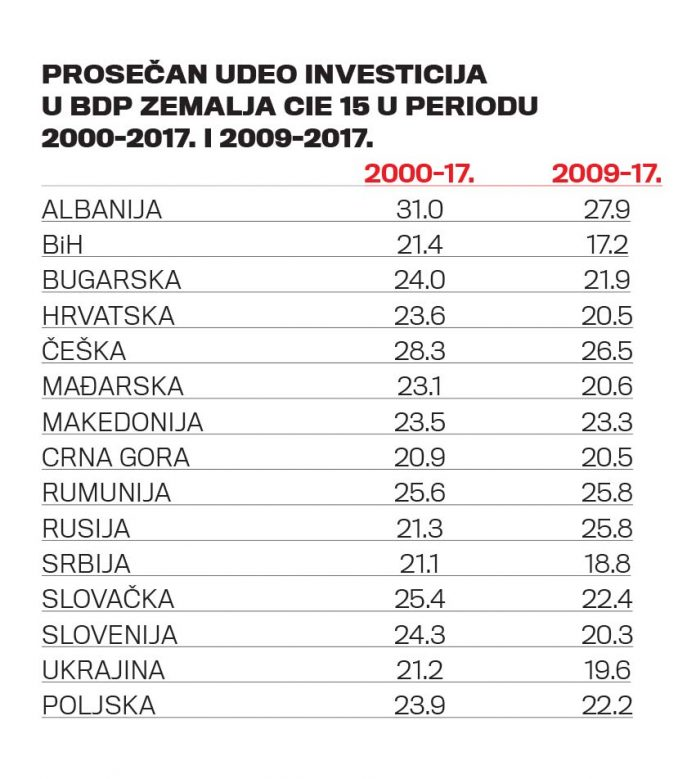 PROSEČAN UDEO INVESTICIJA
U BDP ZEMALJA CIE 15 U PERIODU
2000-2017. I 2009-2017.
2000-17. 2009-17.
ALBANIJA 31.0 27.9
BiH 21.4 17.2
BUGARSKA 24.0 21.9
HRVATSKA 23.6 20.5
ČEŠKA 28.3 26.5
MAĐARSKA 23.1 20.6
MAKEDONIJA 23.5 23.3
CRNA GORA 20.9 20.5
RUMUNIJA 25.6 25.8
RUSIJA 21.3 25.8
SRBIJA 21.1 18.8
SLOVAČKA 25.4 22.4
SLOVENIJA 24.3 20.3
UKRAJINA 21.2 19.6
POLJSKA 23.9 22.2